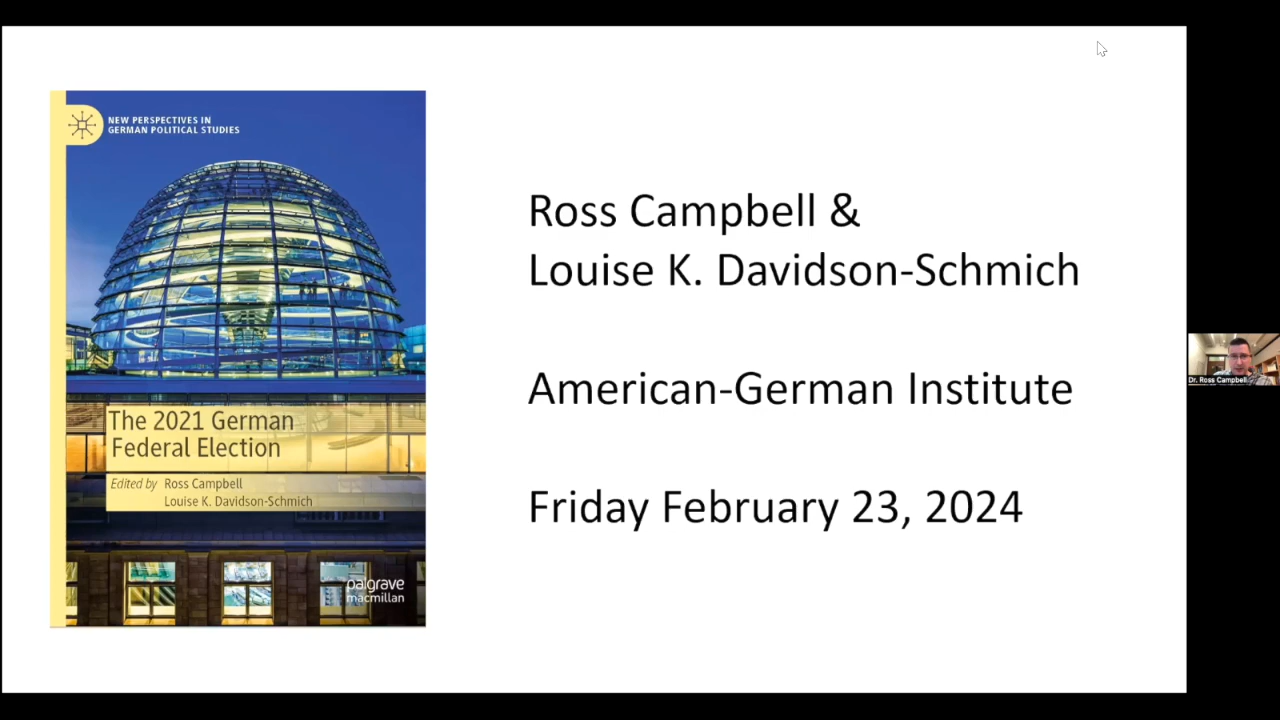 NEW PERSPECTIVES IN
GERMAN POLITICAL STUDIES
The 2021 German
Federal Election
Edited by Ross Campbell
Louise K. Davidson-Schmich
palgrave
macmillan
Ross Campbell &
Louise K. Davidson-Schmich
American-German Institute
Friday February 23, 2024
Dr. Ross Campbell